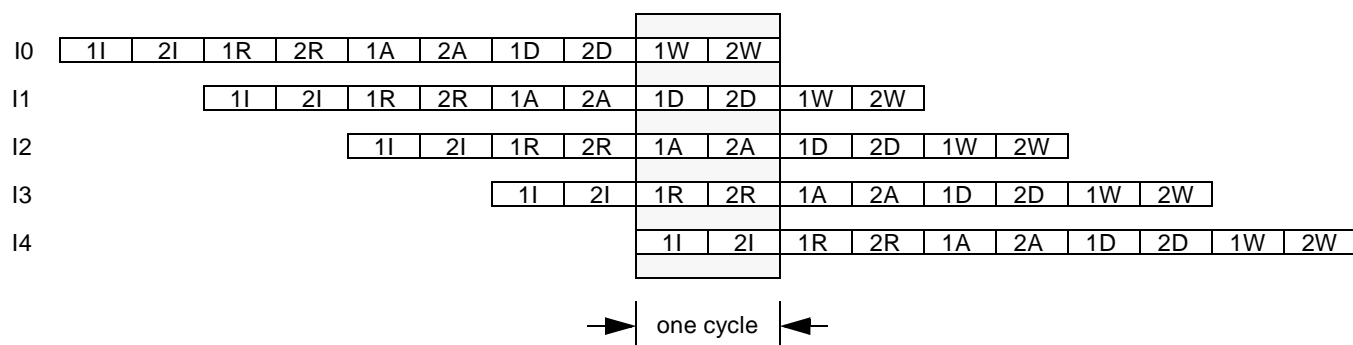 I0 1I 2I 1R 2R 1A 2A 1D 2D 1W 2W
I1 1I 2I 1R 2R 1A 2A 1D 2D 1W 2W
I2 1I 2I 1R 2R 1A 2A 1D 2D 1W 2W
I3 1I 2I 1R 2R 1A 2A 1D 2D 1W 2W
I4 1I 2I 1R 2R 1A 2A 1D 2D 1W 2W
one cycle